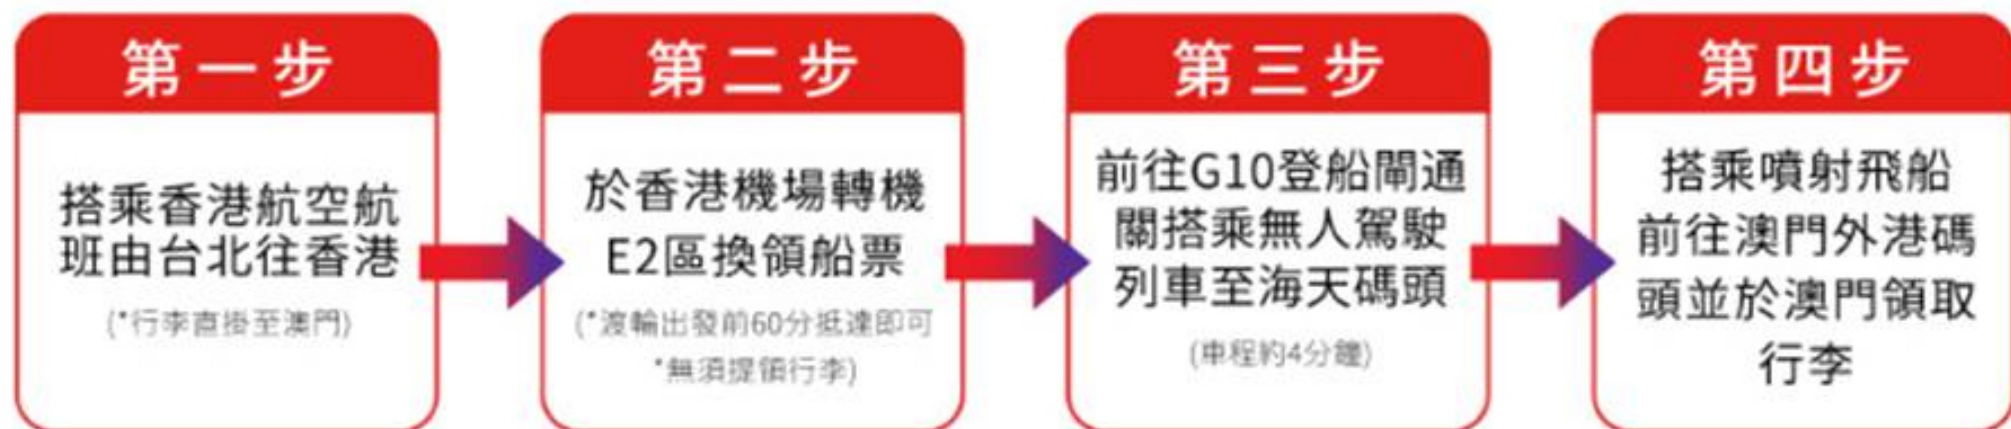 第一步
搭乘香港航空航
班由台北往香港
(*行李直掛至澳門)
第二步
於香港機場轉機
E2區換領船票
(*渡輪出發前60分抵達即可
*無須提領行李)
第三步
前往G10登船閘通
關搭乘無人駕駛
列車至海天碼頭
(車程約4分鐘)
第四步
搭乘噴射飛船
前往澳門外港碼
頭並於澳門領取
行李